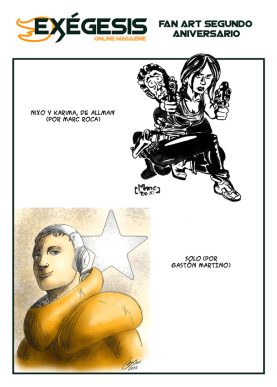 EXÉGESIS
ONLINE MAGAZINE
FAN ART SEGUNDO
ANIVERSARIO
NIXO Y KARIMA, DE ALLMAN
(POR MARC ROCA)
SOLO (POR
GASTÓN MARTINO)